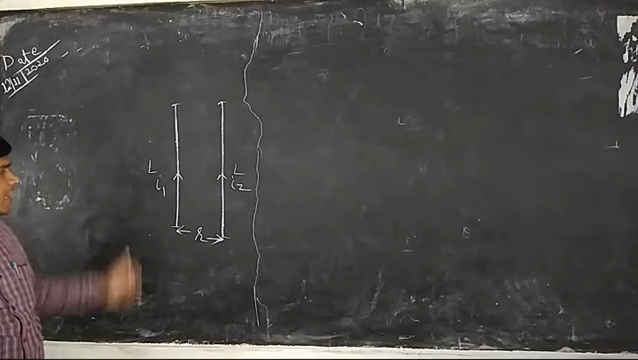 Date
12/11/2020
L L
i₁ i₂
r